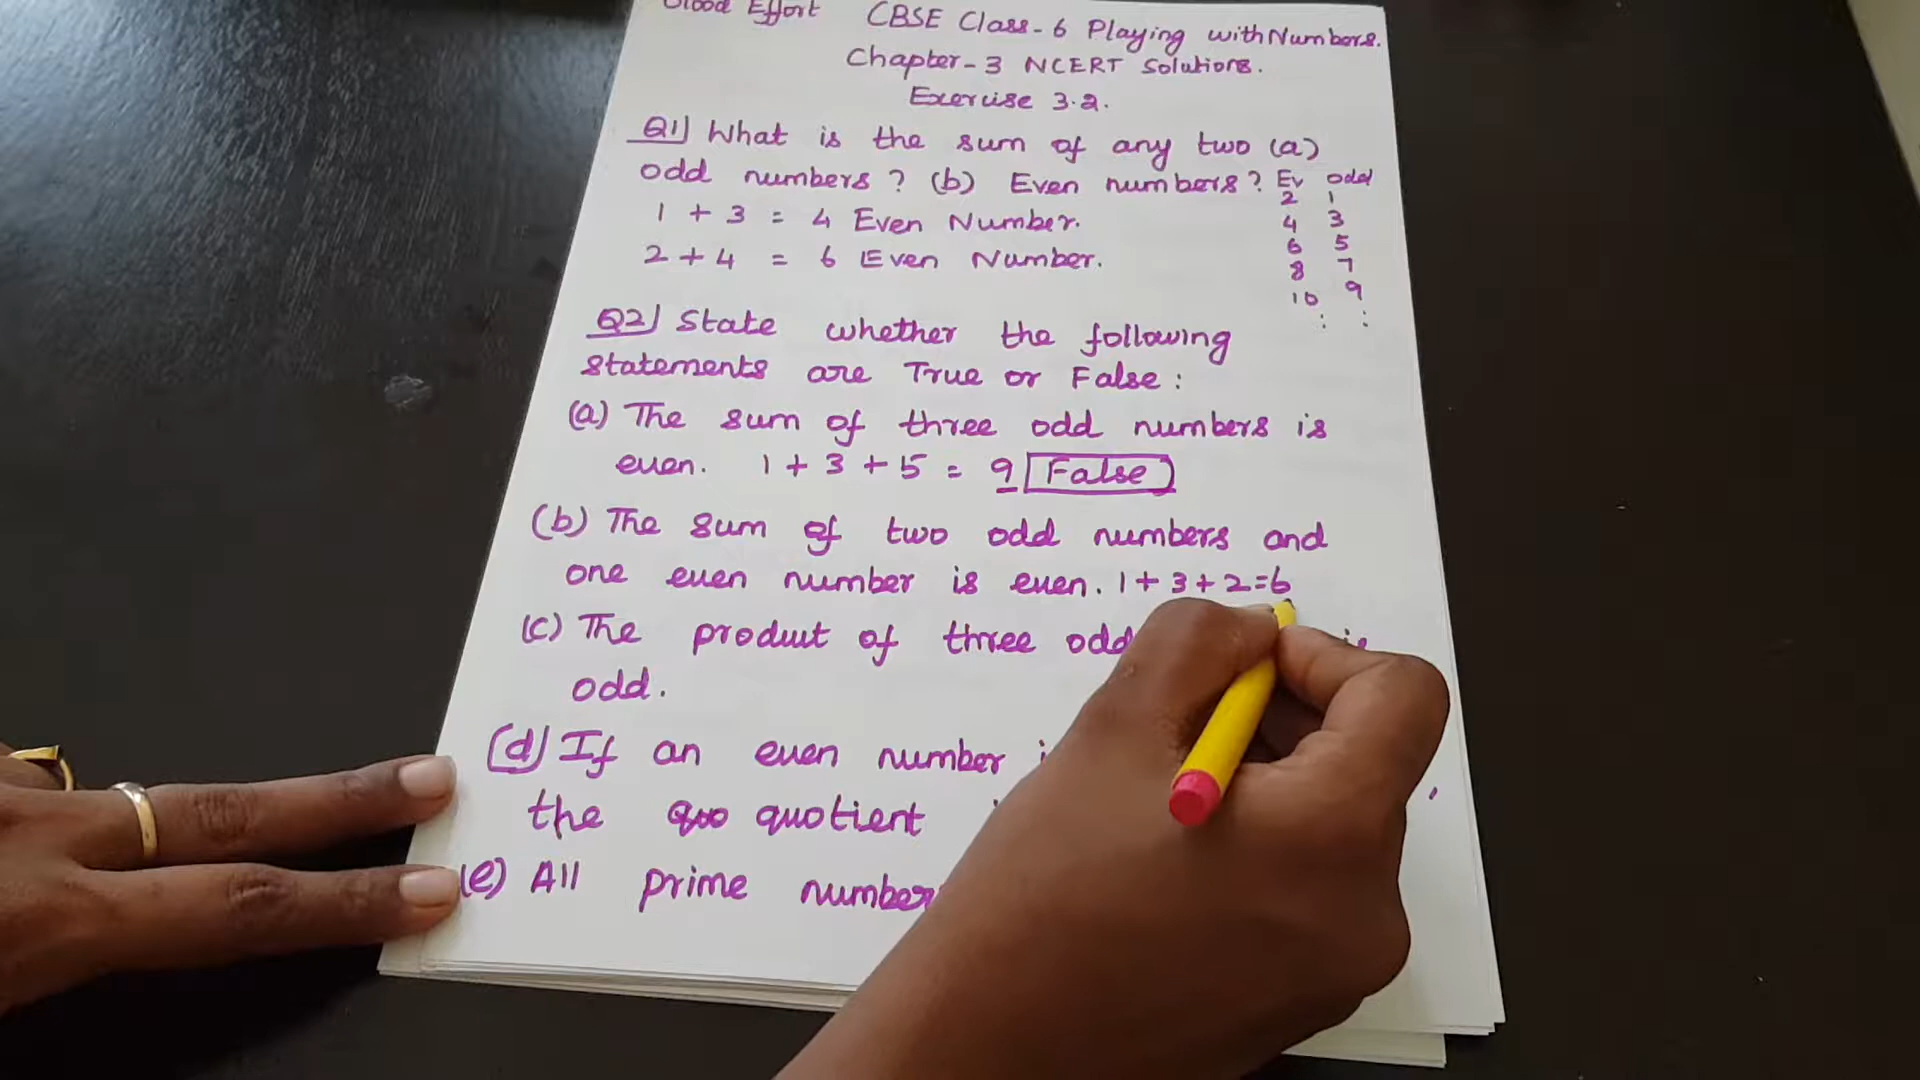 Effort CBSE Class-6 Playing with Numbers.
Chapter-3 NCERT Solutions.
Exercise 3.2.
Q1) What is the sum of any two (a)
odd numbers? (b) Even numbers?
1 + 3 = 4 Even Number.
2 + 4 = 6 Even Number.
Ev odd
2 1
4 3
6 5
8 7
10 9
: :
Q2) State whether the following
statements are True or False:
(a) The sum of three odd numbers is
even. 1 + 3 + 5 = 9 False
(b) The sum of two odd numbers and
one even number is even. 1 + 3 + 2 = 6
(c) The product of three odd is
odd.
(d) If an even number
the quo quotient
(e) All prime number